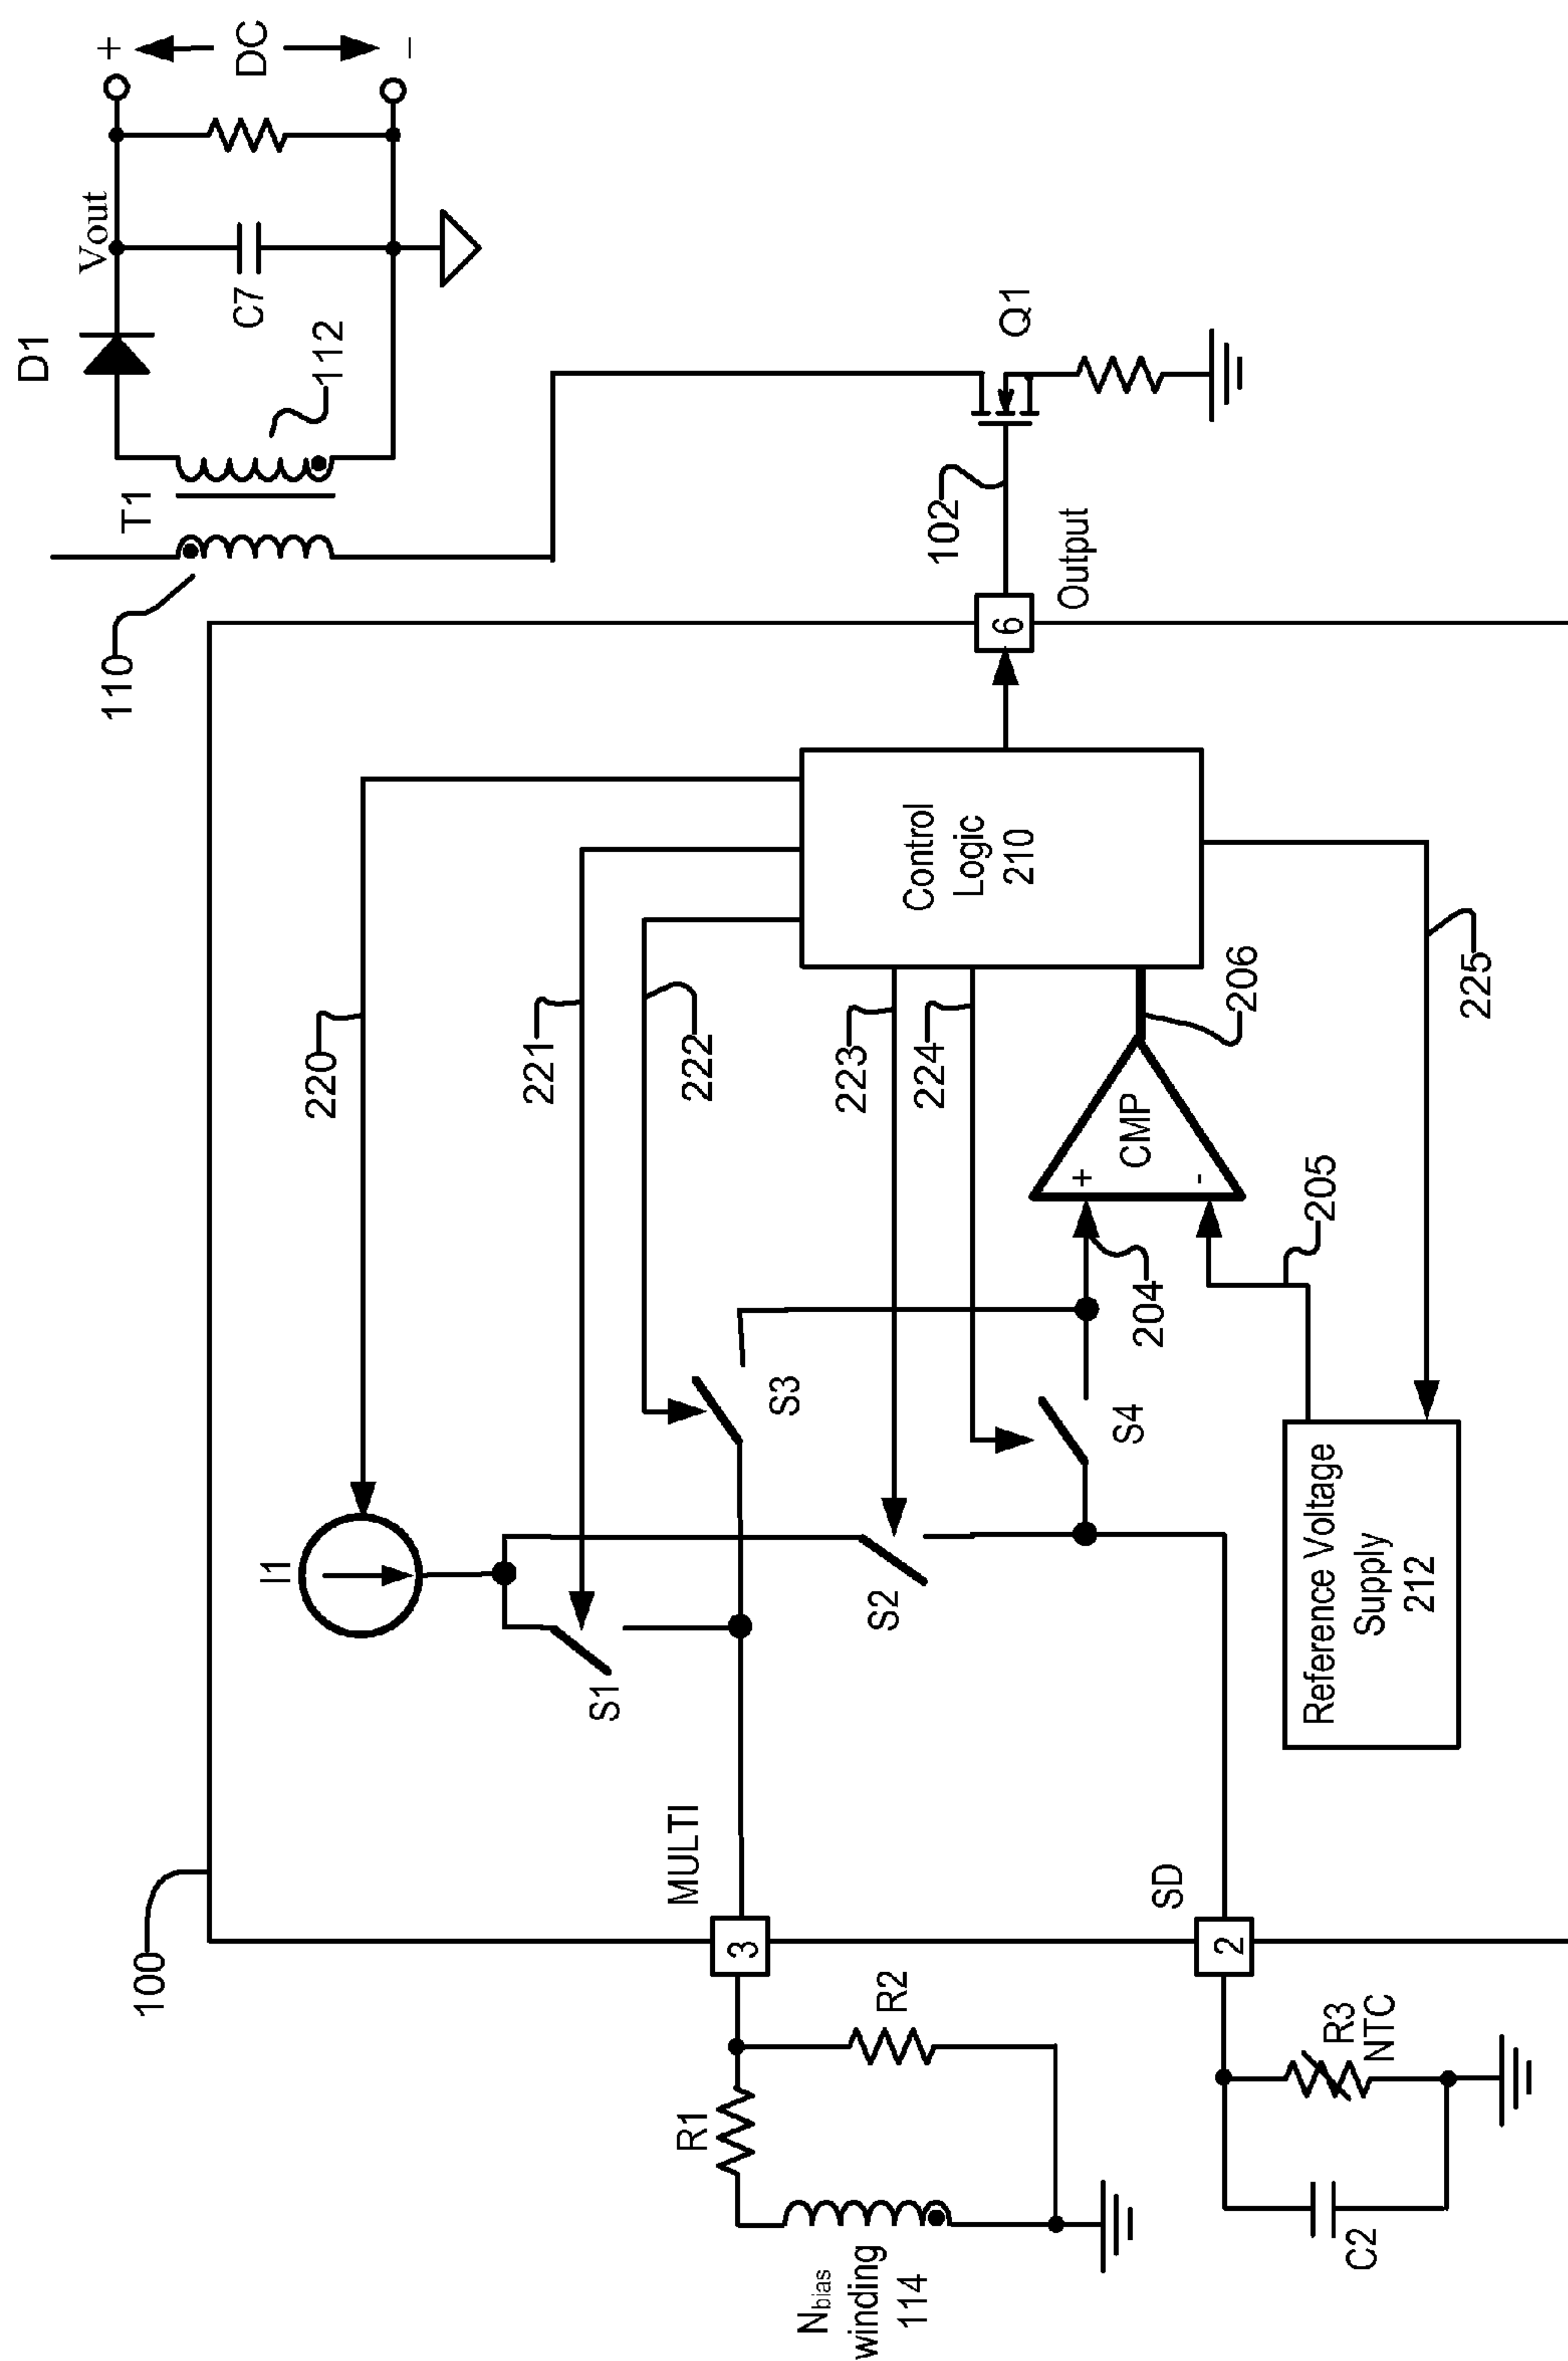 D1
Vout
+
DC
−
C7
112
T1
110
Q1
102
Output
6
100
220
I1
221
222
223
224
Control
Logic
210
S1
S2
S3
S4
MULTI
3
SD
2
+
-
CMP
204
205
206
225
Reference Voltage
Supply
212
R1
R2
Nbias
winding
114
R3
NTC
C2